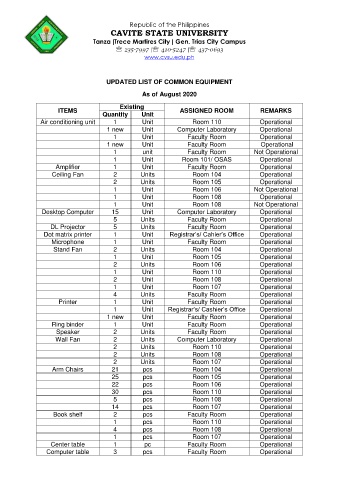 Republic of the Philippines
CAVITE STATE UNIVERSITY
Tanza |Trece Martires City | Gen. Trias City Campus
☏ 235-7997 |☏ 410-5247 |☏ 437-0693
www.cvsu.edu.ph
UPDATED LIST OF COMMON EQUIPMENT
As of August 2020
ITEMS Existing ASSIGNED ROOM REMARKS
Quantity Unit
Air conditioning unit 1 Unit Room 110 Operational
1 new Unit Computer Laboratory Operational
1 Unit Faculty Room Operational
1 new Unit Faculty Room Operational
1 unit Faculty Room Not Operational
1 Unit Room 101/ OSAS Operational
Amplifier 1 Unit Faculty Room Operational
Ceiling Fan 2 Units Room 104 Operational
2 Units Room 105 Operational
1 Unit Room 106 Not Operational
1 Unit Room 108 Operational
1 Unit Room 108 Not Operational
Desktop Computer 15 Unit Computer Laboratory Operational
5 Units Faculty Room Operational
DL Projector 5 Units Faculty Room Operational
Dot matrix printer 1 Unit Registrar's/ Cahier's Office Operational
Microphone 1 Unit Faculty Room Operational
Stand Fan 2 Units Room 104 Operational
1 Unit Room 105 Operational
2 Units Room 106 Operational
1 Unit Room 110 Operational
2 Unit Room 108 Operational
1 Unit Room 107 Operational
4 Units Faculty Room Operational
Printer 1 Unit Faculty Room Operational
1 Unit Registrar's/ Cashier's Office Operational
1 new Unit Faculty Room Operational
Ring binder 1 Unit Faculty Room Operational
Speaker 2 Units Faculty Room Operational
Wall Fan 2 Units Computer Laboratory Operational
2 Units Room 110 Operational
2 Units Room 108 Operational
2 Units Room 107 Operational
Arm Chairs 21 pcs Room 104 Operational
25 pcs Room 105 Operational
22 pcs Room 106 Operational
30 pcs Room 110 Operational
5 pcs Room 108 Operational
14 pcs Room 107 Operational
Book shelf 2 pcs Faculty Room Operational
1 pcs Room 110 Operational
4 pcs Room 108 Operational
1 pcs Room 107 Operational
Center table 1 pc Faculty Room Operational
Computer table 3 pcs Faculty Room Operational